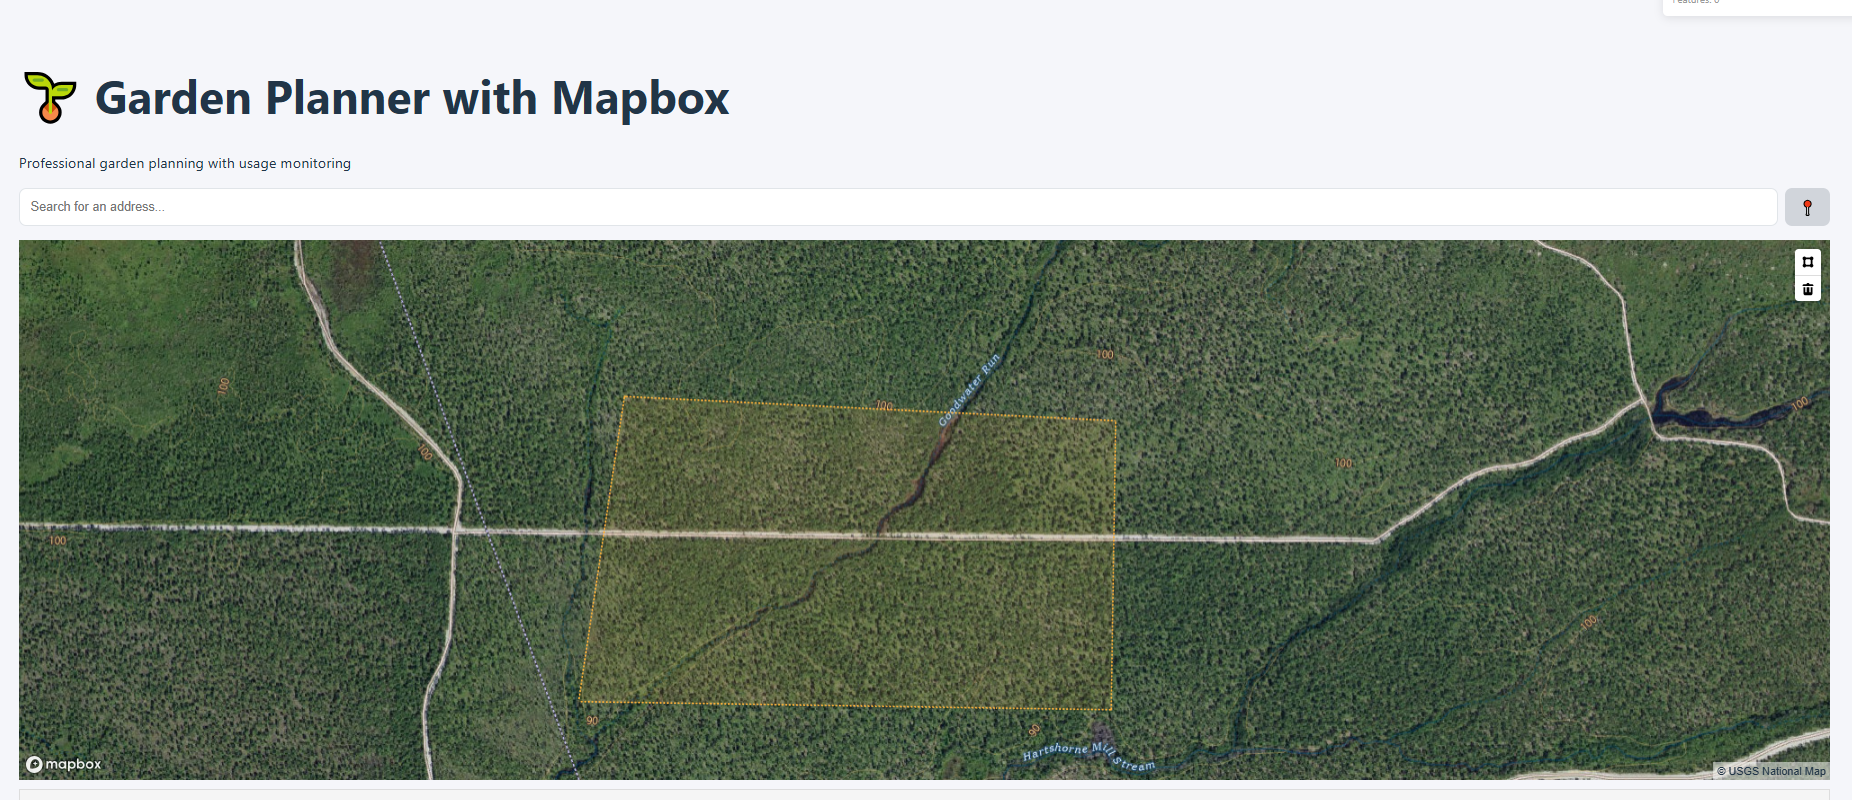 Features: 0
Garden Planner with Mapbox
Professional garden planning with usage monitoring
Search for an address...
100
Goodwater Run
100
100
100
100
100
100
100
90
90
Hartshorne Mill Stream
mapbox
© USGS National Map